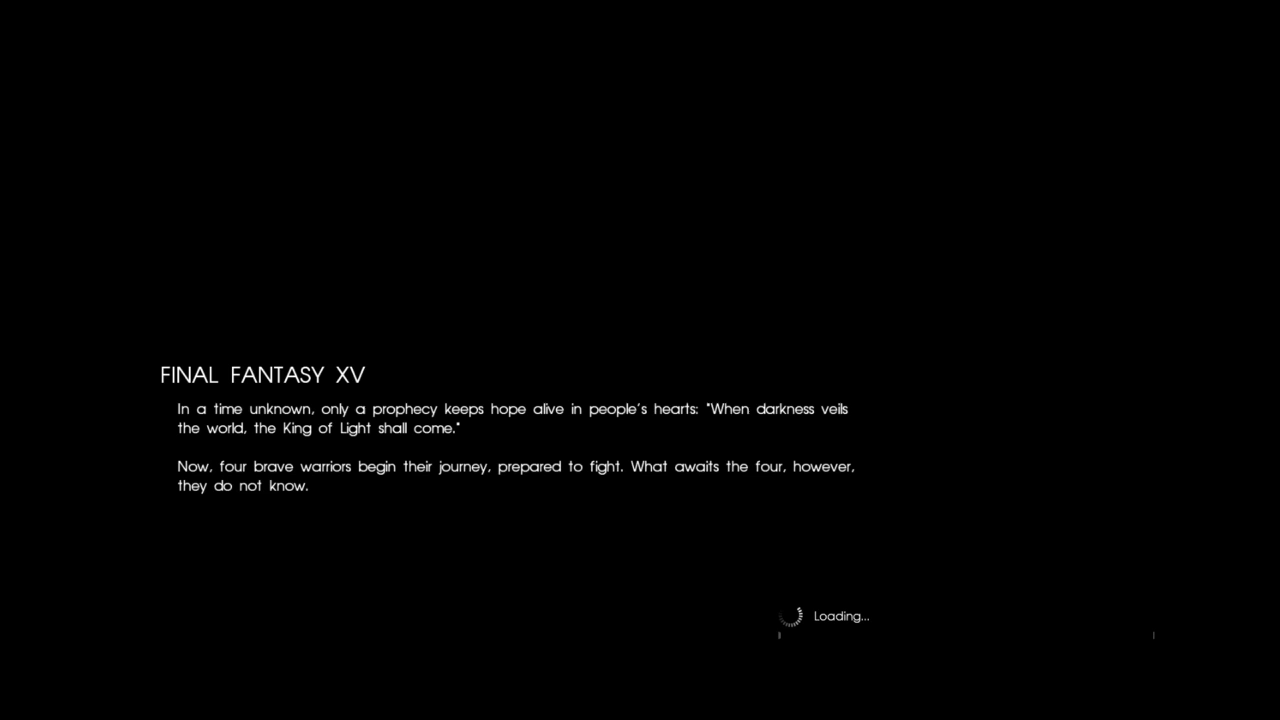 FINAL FANTASY XV
In a time unknown, only a prophecy keeps hope alive in people's hearts: "When darkness veils
the world, the King of Light shall come."
Now, four brave warriors begin their journey, prepared to fight. What awaits the four, however,
they do not know.
Loading...